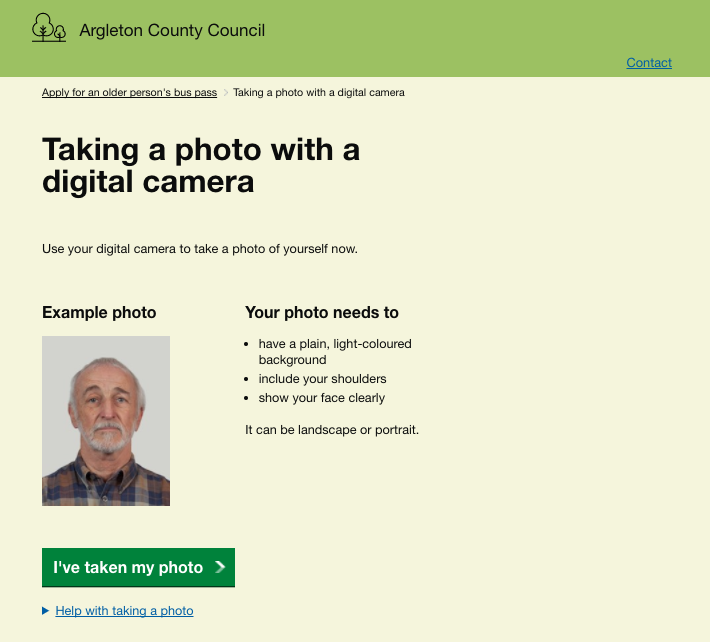 Argleton County Council
Contact
Apply for an older person's bus pass > Taking a photo with a digital camera
Taking a photo with a
digital camera
Use your digital camera to take a photo of yourself now.
Example photo
Your photo needs to
• have a plain, light-coloured
background
• include your shoulders
• show your face clearly
It can be landscape or portrait.
I've taken my photo
Help with taking a photo